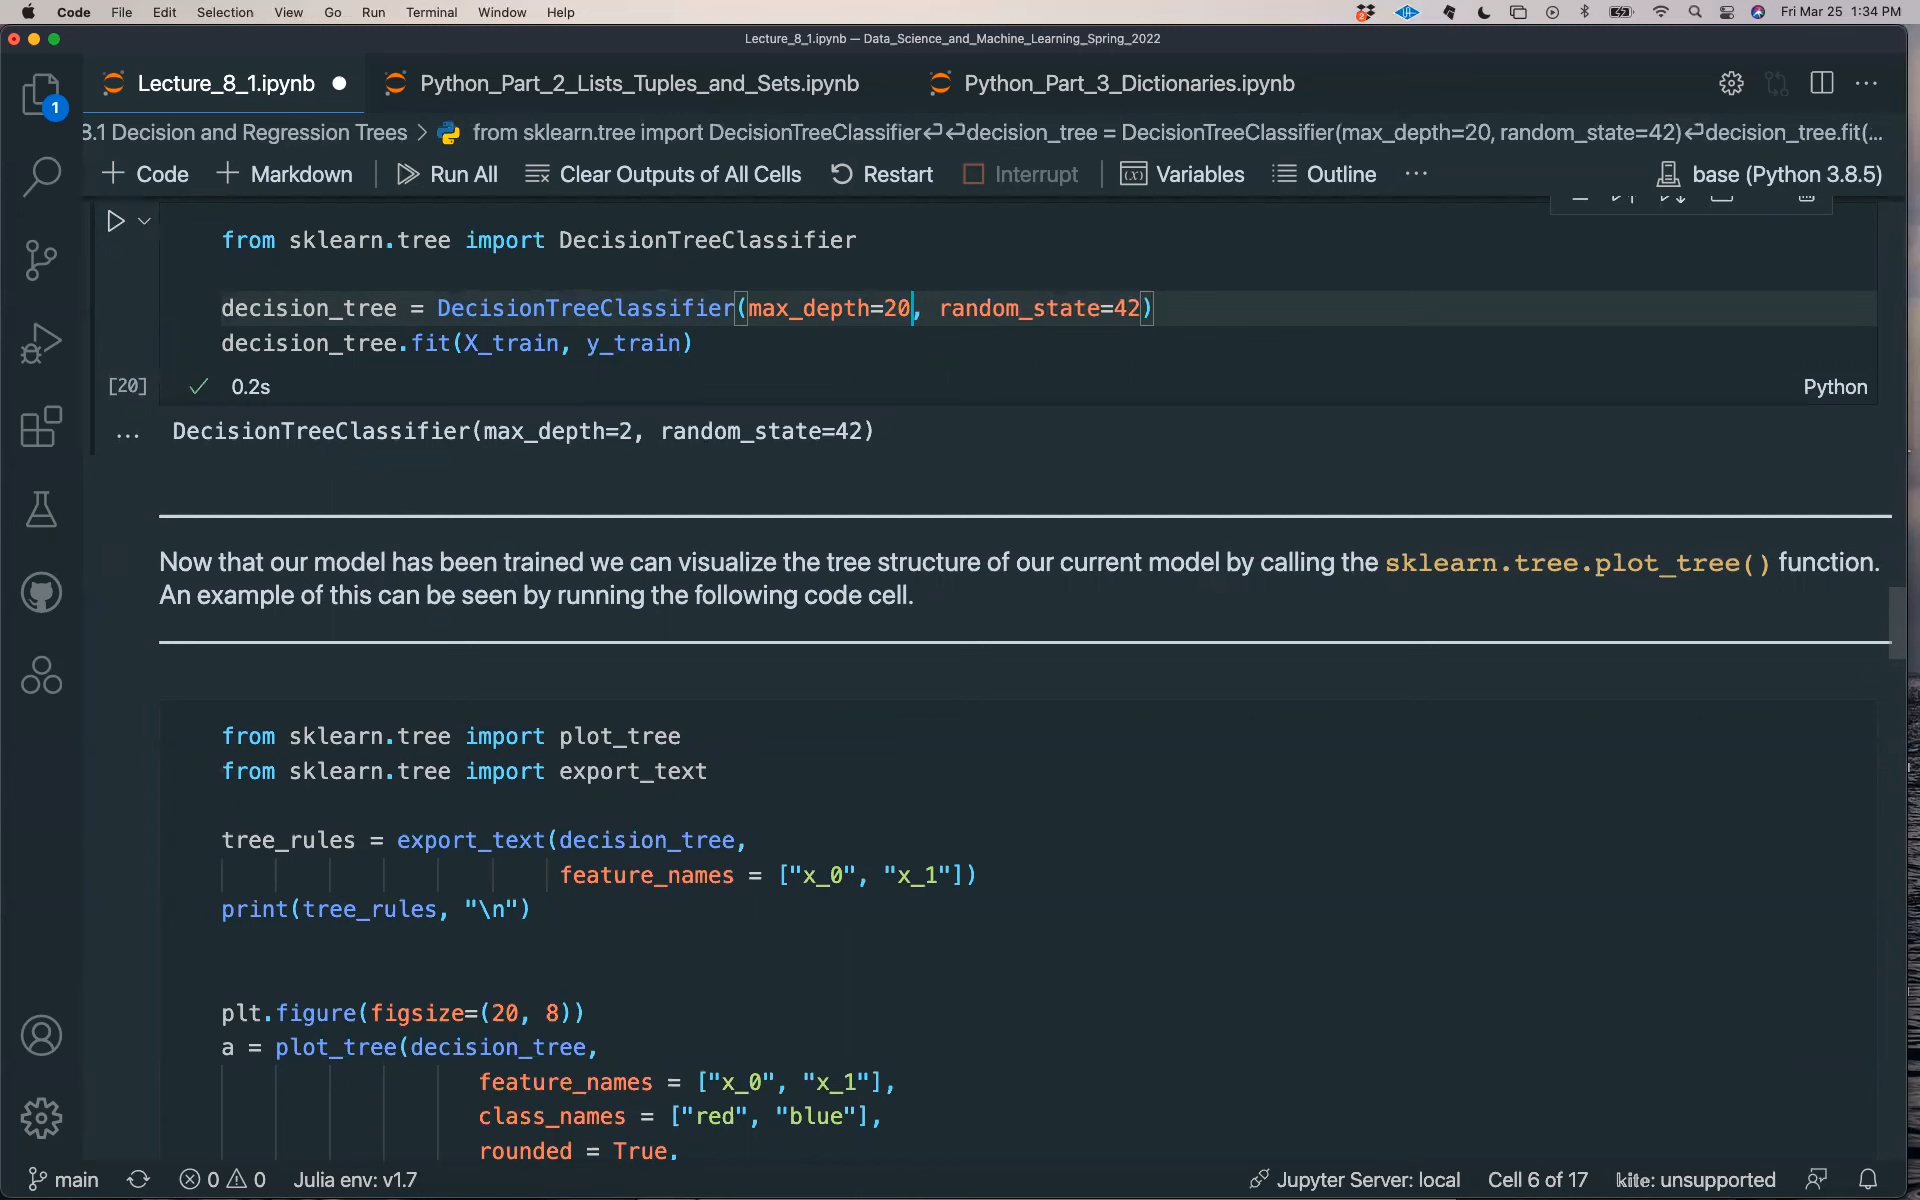 Code File Edit Selection View Go Run Terminal Window Help Fri Mar 25 1:34 PM
Lecture_8_1.ipynb — Data_Science_and_Machine_Learning_Spring_2022
Lecture_8_1.ipynb Python_Part_2_Lists_Tuples_and_Sets.ipynb Python_Part_3_Dictionaries.ipynb
8.1 Decision and Regression Trees > from sklearn.tree import DecisionTreeClassifier↵↵decision_tree = DecisionTreeClassifier(max_depth=20, random_state=42)↵decision_tree.fit(...
+ Code + Markdown Run All Clear Outputs of All Cells Restart Interrupt Variables Outline ... base (Python 3.8.5)
from sklearn.tree import DecisionTreeClassifier
decision_tree = DecisionTreeClassifier(max_depth=20, random_state=42)
decision_tree.fit(X_train, y_train)
[20] ✓ 0.2s Python
... DecisionTreeClassifier(max_depth=2, random_state=42)
Now that our model has been trained we can visualize the tree structure of our current model by calling the sklearn.tree.plot_tree() function.
An example of this can be seen by running the following code cell.
from sklearn.tree import plot_tree
from sklearn.tree import export_text
tree_rules = export_text(decision_tree,
feature_names = ["x_0", "x_1"])
print(tree_rules, "\n")
plt.figure(figsize=(20, 8))
a = plot_tree(decision_tree,
feature_names = ["x_0", "x_1"],
class_names = ["red", "blue"],
rounded = True,
1
main 0 0 Julia env: v1.7 Jupyter Server: local Cell 6 of 17 kite: unsupported